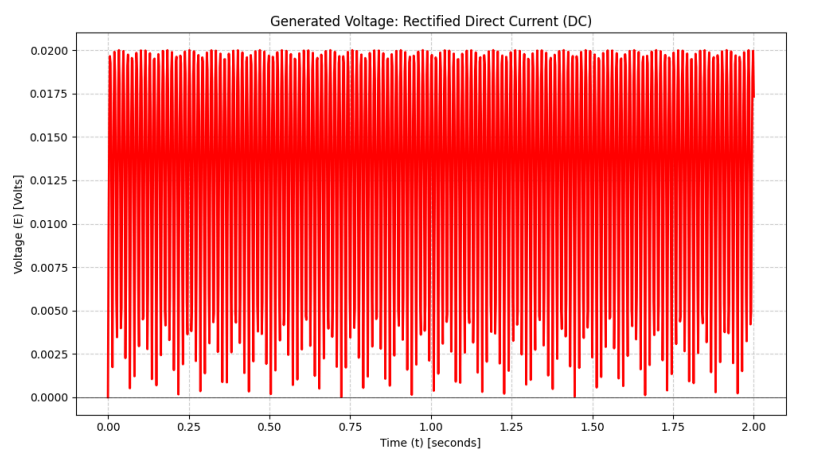 Generated Voltage: Rectified Direct Current (DC)
0.0200
0.0175
0.0150
0.0125
0.0100
0.0075
0.0050
0.0025
0.0000
Voltage (E) [Volts]
0.00 0.25 0.50 0.75 1.00 1.25 1.50 1.75 2.00
Time (t) [seconds]